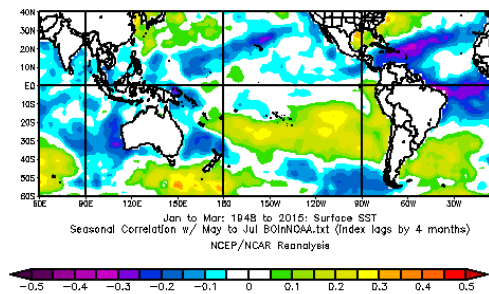 40N
30N
20N
10N
EQ
10S
20S
30S
40S
50S
60S
60E 90E 120E 150E 180 150W 120W 90W 60W 30W
Jan to Mar: 1948 to 2015: Surface SST
Seasonal Correlation w/ May to Jul BOInNOAA.txt (Index lags by 4 months)
NCEP/NCAR Reanalysis
-0.5 -0.4 -0.3 -0.2 -0.1 0.1 0.2 0.3 0.4 0.5